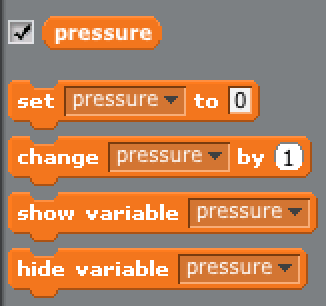 pressure
set pressure to 0
change pressure by 1
show variable pressure
hide variable pressure